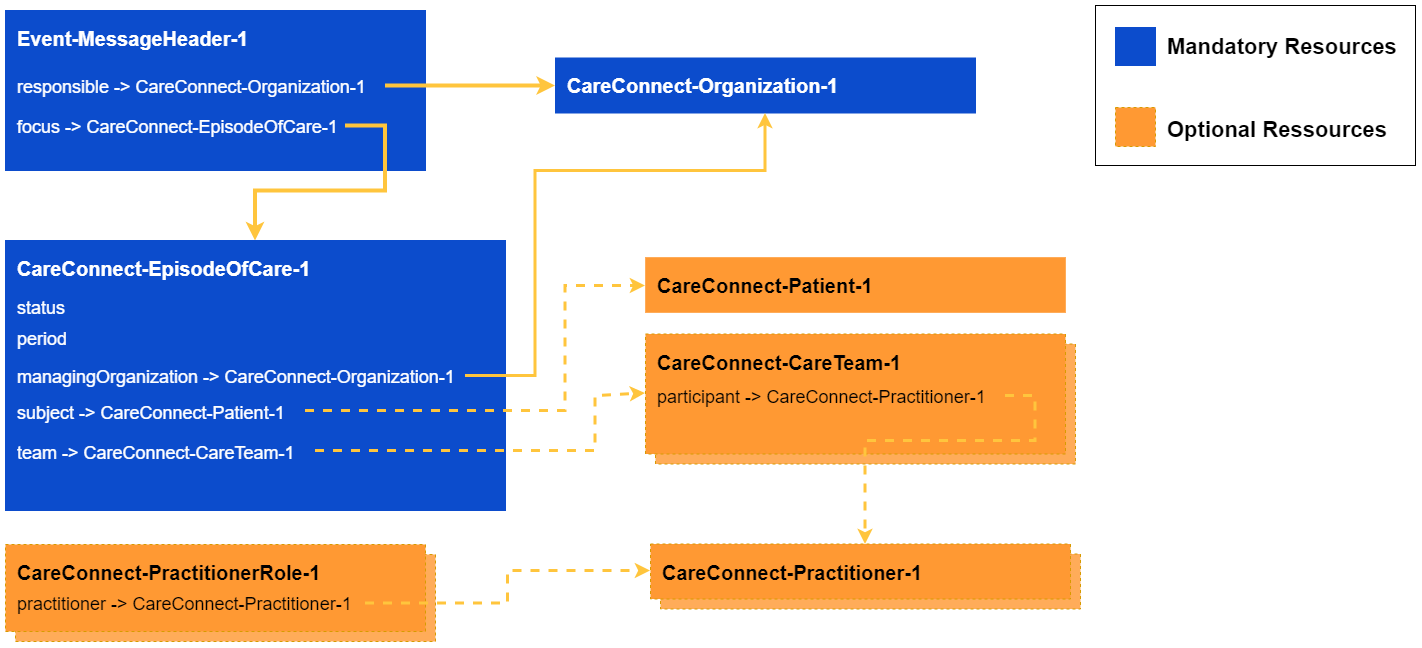 Event-MessageHeader-1
responsible -> CareConnect-Organization-1
focus -> CareConnect-EpisodeOfCare-1
CareConnect-Organization-1
Mandatory Resources
Optional Ressources
CareConnect-EpisodeOfCare-1
status
period
managingOrganization -> CareConnect-Organization-1
subject -> CareConnect-Patient-1
team -> CareConnect-CareTeam-1
CareConnect-Patient-1
CareConnect-CareTeam-1
participant -> CareConnect-Practitioner-1
CareConnect-PractitionerRole-1
practitioner -> CareConnect-Practitioner-1
CareConnect-Practitioner-1